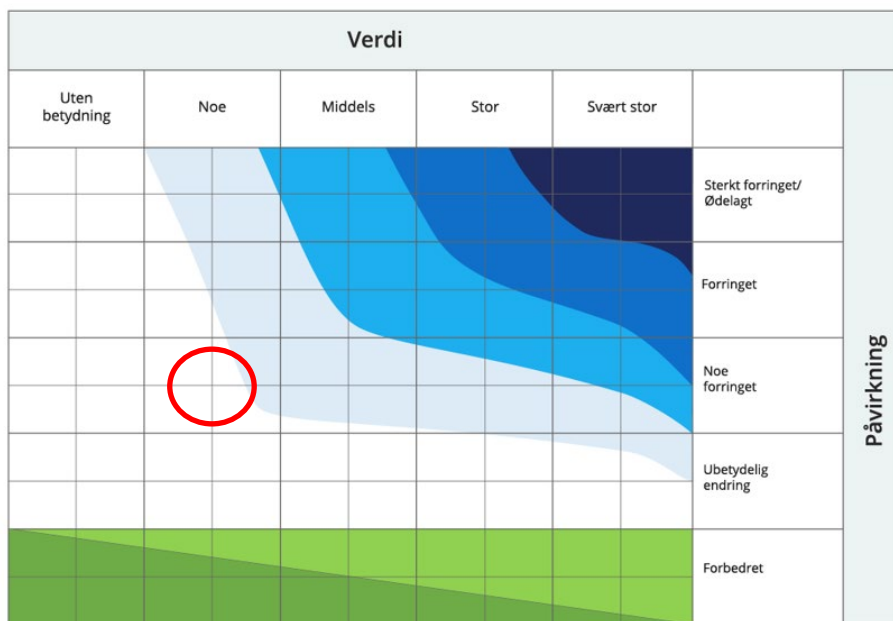 Verdi
Uten
betydning
Noe
Middels
Stor
Svært stor
Sterkt forringet/
Ødelagt
Forringet
Noe
forringet
Ubetydelig
endring
Forbedret
Påvirkning